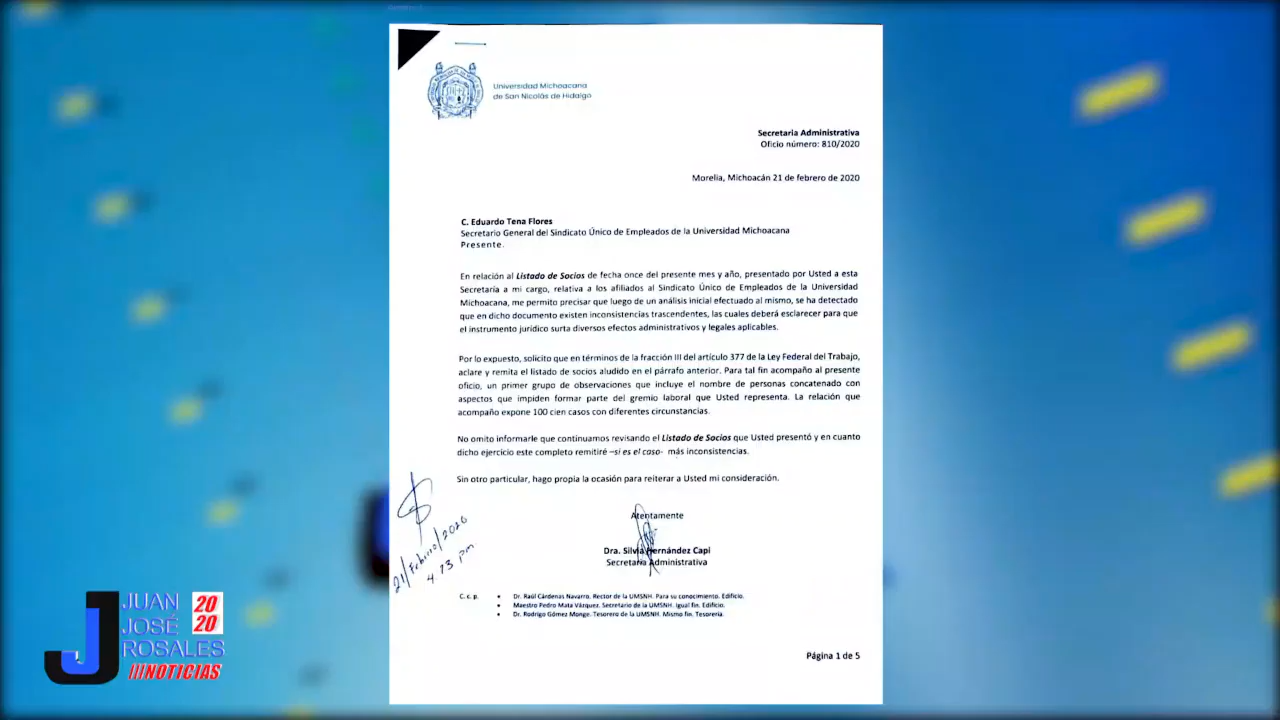 Universidad Michoacana
de San Nicolás de Hidalgo
Secretaria Administrativa
Oficio número: 810/2020
Morelia, Michoacán 21 de febrero de 2020
C. Eduardo Tena Flores
Secretario General del Sindicato Único de Empleados de la Universidad Michoacana
Presente.
En relación al Listado de Socios de fecha once del presente mes y año, presentado por Usted a esta
Secretaría a mi cargo, relativa a los afiliados al Sindicato Único de Empleados de la Universidad
Michoacana, me permito precisar que luego de un análisis inicial efectuado al mismo, se ha detectado
que en dicho documento existen inconsistencias trascendentes, las cuales deberá esclarecer para que
el instrumento jurídico surta diversos efectos administrativos y legales aplicables.
Por lo expuesto, solicito que en términos de la fracción III del artículo 377 de la Ley Federal del Trabajo,
aclare y remita el listado de socios aludido en el párrafo anterior. Para tal fin acompaño al presente
oficio, un primer grupo de observaciones que incluye el nombre de personas concatenado con
aspectos que impiden formar parte del gremio laboral que Usted representa. La relación que
acompaño expone 100 cien casos con diferentes circunstancias.
No omito informarle que continuamos revisando el Listado de Socios que Usted presentó y en cuanto
dicho ejercicio este completo remitiré –si es el caso- más inconsistencias.
Sin otro particular, hago propia la ocasión para reiterar a Usted mi consideración.
Atentamente
Dra. Silvia Hernández Capi
Secretaria Administrativa
21/Febrero/2020
4.13 pm.
C. c. p. • Dr. Raúl Cárdenas Navarro. Rector de la UMSNH. Para su conocimiento. Edificio.
• Maestro Pedro Mata Vázquez. Secretario de la UMSNH. Igual fin. Edificio.
• Dr. Rodrigo Gómez Monge. Tesorero de la UMSNH. Mismo fin. Tesorería.
Página 1 de 5
J JUAN 20
JOSÉ 20
ROSALES
///NOTICIAS